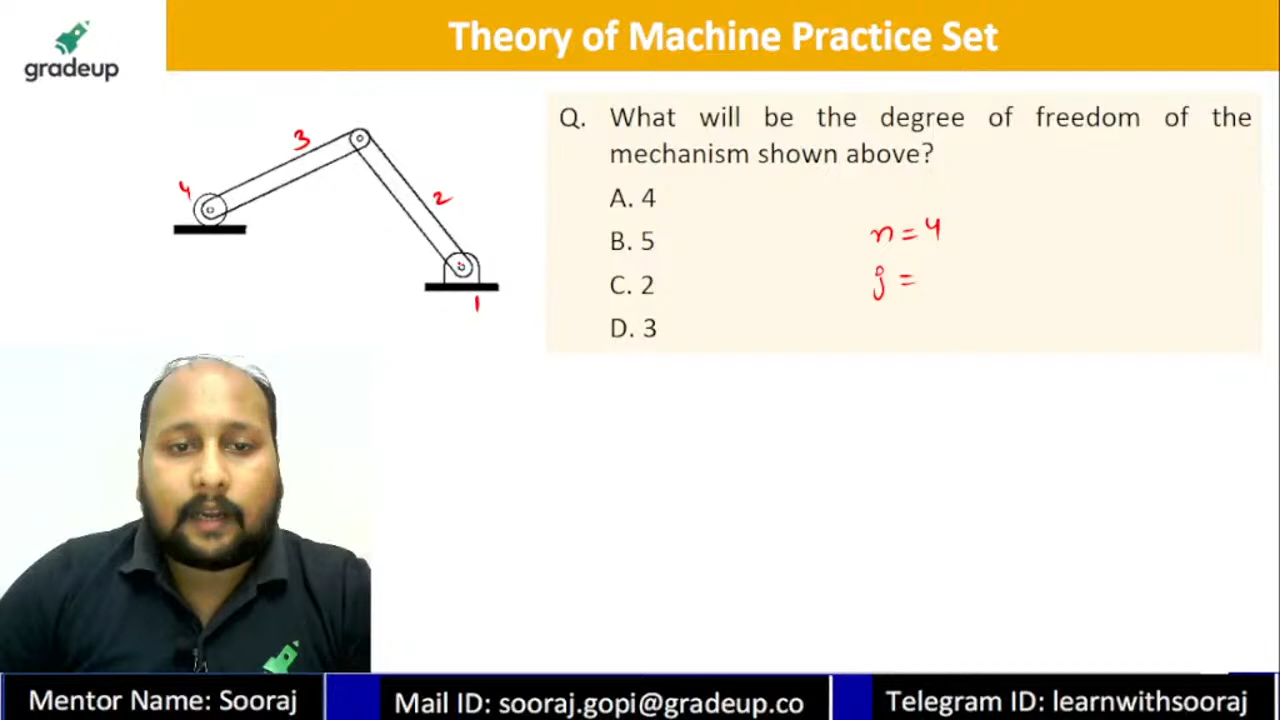 gradeup
Theory of Machine Practice Set
3
4
2
1
Q. What will be the degree of freedom of the
mechanism shown above?
A. 4
B. 5
C. 2
D. 3
n = 4
j =
Mentor Name: Sooraj
Mail ID: sooraj.gopi@gradeup.co
Telegram ID: learnwithsooraj